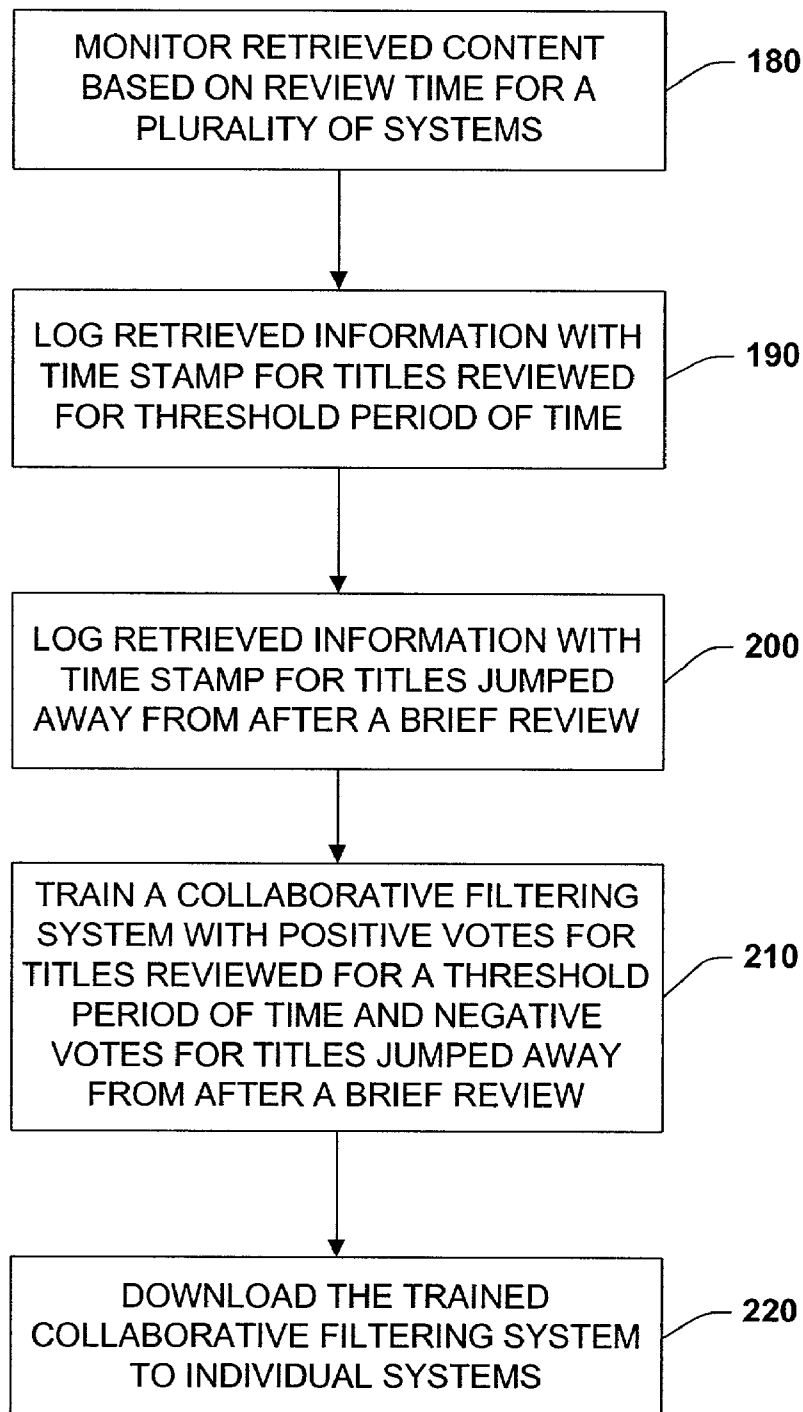 MONITOR RETRIEVED CONTENT
BASED ON REVIEW TIME FOR A
PLURALITY OF SYSTEMS
180
LOG RETRIEVED INFORMATION WITH
TIME STAMP FOR TITLES REVIEWED
FOR THRESHOLD PERIOD OF TIME
190
LOG RETRIEVED INFORMATION WITH
TIME STAMP FOR TITLES JUMPED
AWAY FROM AFTER A BRIEF REVIEW
200
TRAIN A COLLABORATIVE FILTERING
SYSTEM WITH POSITIVE VOTES FOR
TITLES REVIEWED FOR A THRESHOLD
PERIOD OF TIME AND NEGATIVE
VOTES FOR TITLES JUMPED AWAY
FROM AFTER A BRIEF REVIEW
210
DOWNLOAD THE TRAINED
COLLABORATIVE FILTERING SYSTEM
TO INDIVIDUAL SYSTEMS
220